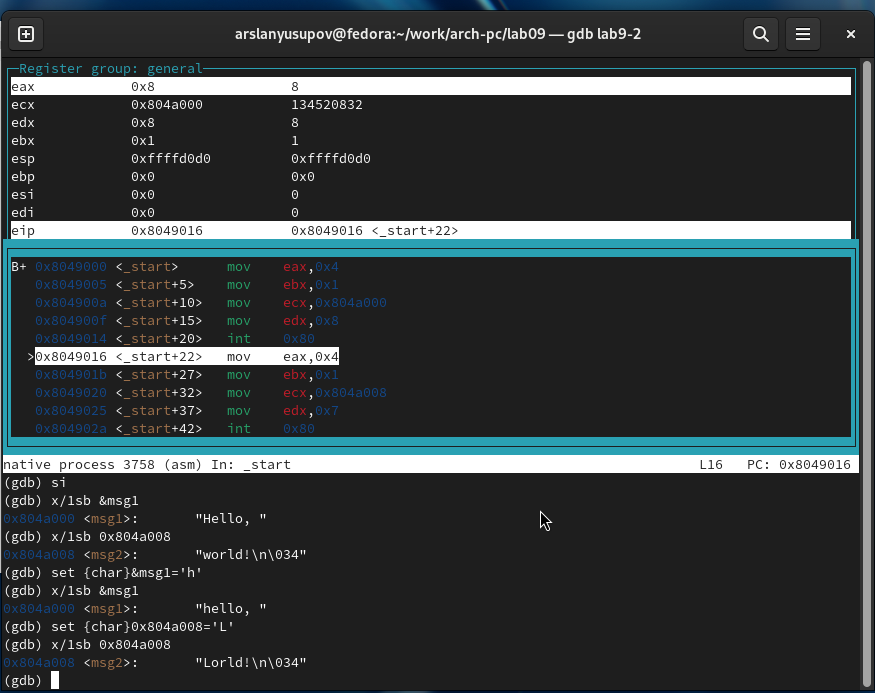 arslanyusupov@fedora:~/work/arch-pc/lab09 — gdb lab9-2
Register group: general
eax 0x8 8
ecx 0x804a000 134520832
edx 0x8 8
ebx 0x1 1
esp 0xffffd0d0 0xffffd0d0
ebp 0x0 0x0
esi 0x0 0
edi 0x0 0
eip 0x8049016 0x8049016 <_start+22>
B+ 0x8049000 <_start> mov eax,0x4
0x8049005 <_start+5> mov ebx,0x1
0x804900a <_start+10> mov ecx,0x804a000
0x804900f <_start+15> mov edx,0x8
0x8049014 <_start+20> int 0x80
>0x8049016 <_start+22> mov eax,0x4
0x804901b <_start+27> mov ebx,0x1
0x8049020 <_start+32> mov ecx,0x804a008
0x8049025 <_start+37> mov edx,0x7
0x804902a <_start+42> int 0x80
native process 3758 (asm) In: _start L16 PC: 0x8049016
(gdb) si
(gdb) x/1sb &msg1
0x804a000 <msg1>: "Hello, "
(gdb) x/1sb 0x804a008
0x804a008 <msg2>: "world!\n\034"
(gdb) set {char}&msg1='h'
(gdb) x/1sb &msg1
0x804a000 <msg1>: "hello, "
(gdb) set {char}0x804a008='L'
(gdb) x/1sb 0x804a008
0x804a008 <msg2>: "Lorld!\n\034"
(gdb)